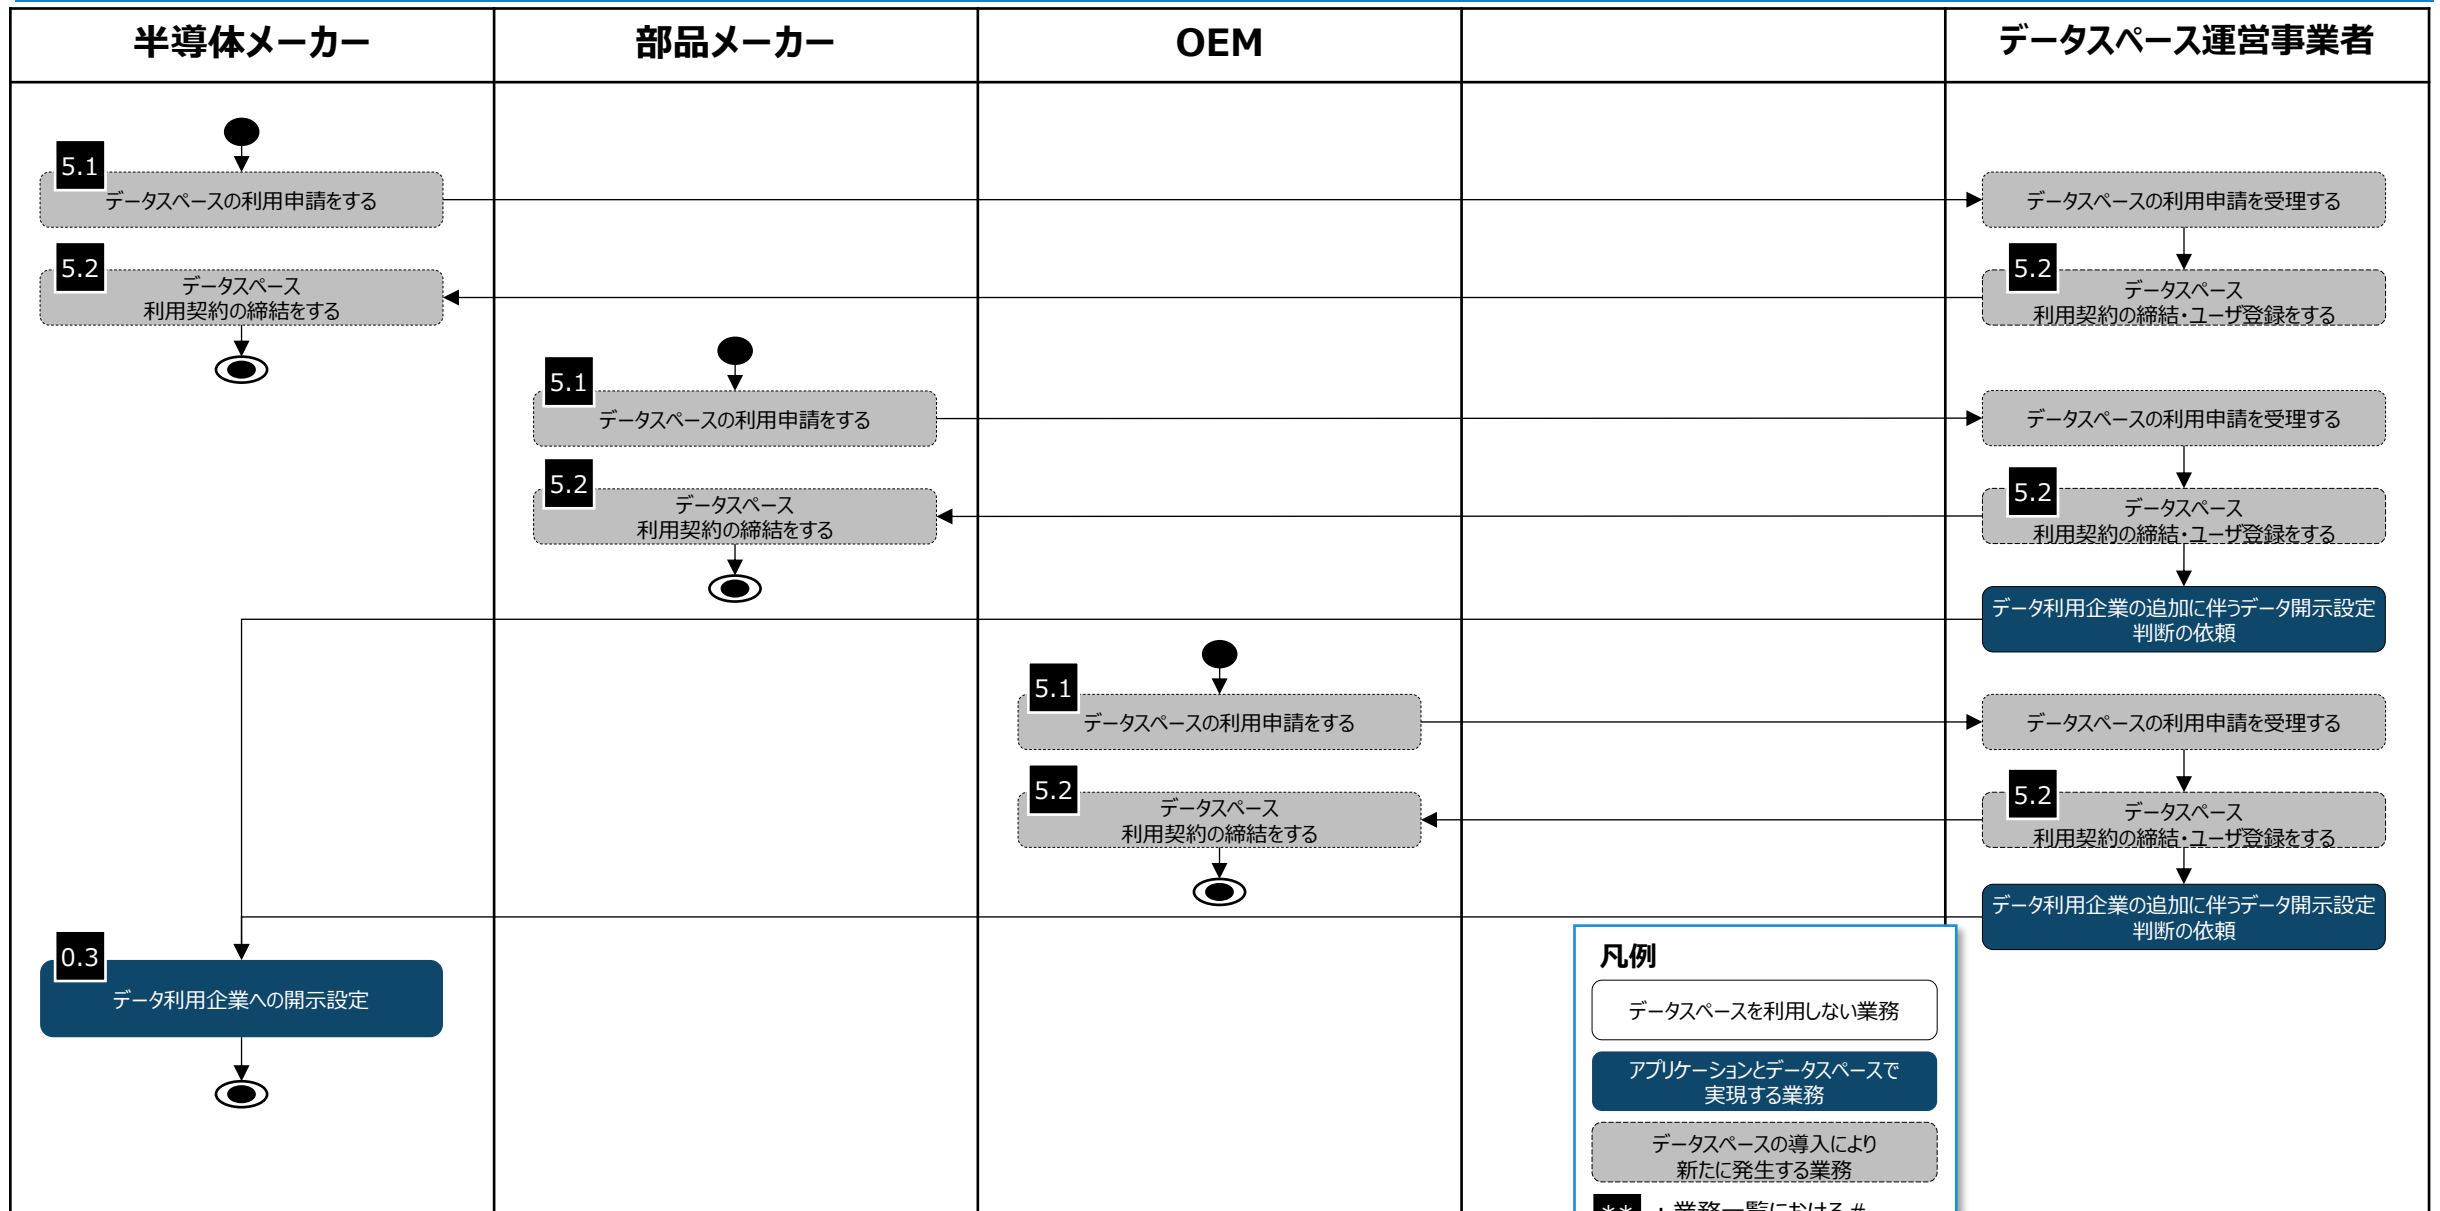 半導体メーカー
部品メーカー
OEM
データスペース運営事業者
5.1
データスペースの利用申請をする
データスペースの利用申請を受理する
5.2
データスペース
利用契約の締結をする
5.2
データスペース
利用契約の締結・ユーザ登録をする
5.1
データスペースの利用申請をする
データスペースの利用申請を受理する
5.2
データスペース
利用契約の締結をする
5.2
データスペース
利用契約の締結・ユーザ登録をする
データ利用企業の追加に伴うデータ開示設定
判断の依頼
5.1
データスペースの利用申請をする
データスペースの利用申請を受理する
5.2
データスペース
利用契約の締結をする
5.2
データスペース
利用契約の締結・ユーザ登録をする
データ利用企業の追加に伴うデータ開示設定
判断の依頼
0.3
データ利用企業への開示設定
凡例
データスペースを利用しない業務
アプリケーションとデータスペースで
実現する業務
データスペースの導入により
新たに発生する業務
** :業務一覧における#